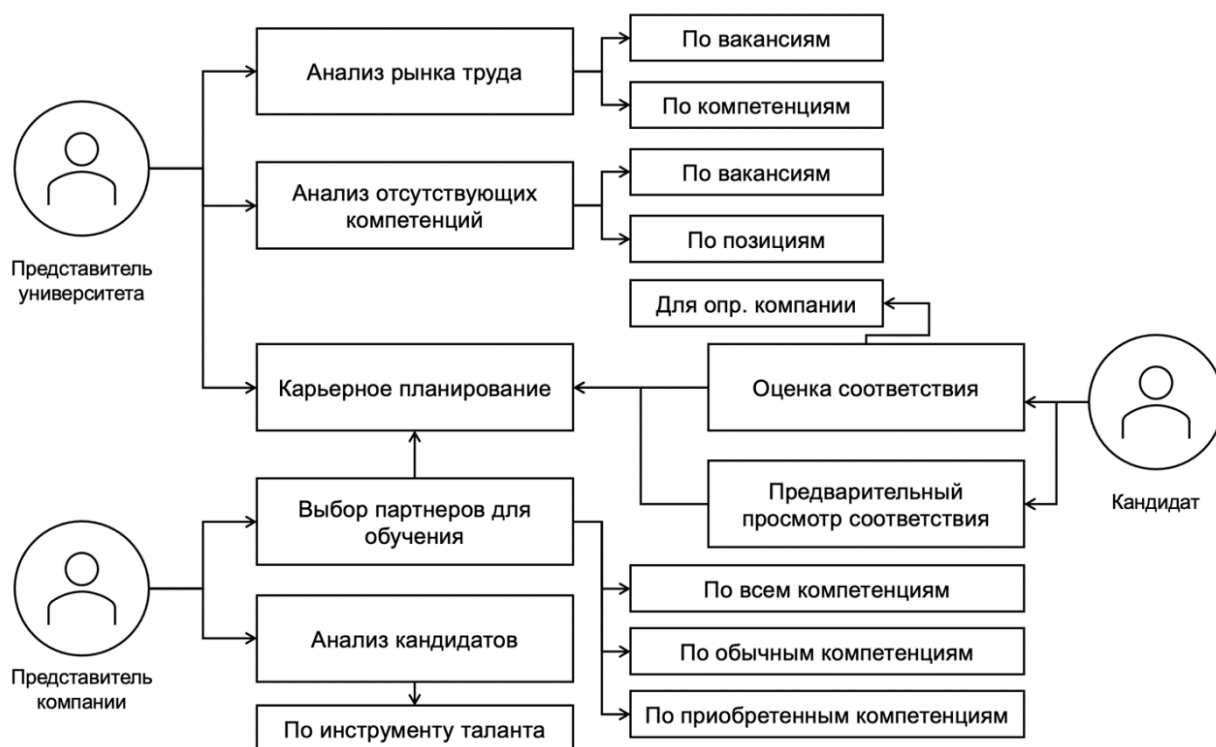 По вакансиям
Анализ рынка труда
По компетенциям
По вакансиям
Анализ отсутствующих
компетенций
По позициям
Представитель
университета
Для опр. компании
Карьерное планирование
Оценка соответствия
Предварительный
просмотр соответствия
Кандидат
Выбор партнеров для
обучения
По всем компетенциям
Анализ кандидатов
По обычным компетенциям
Представитель
компании
По приобретенным компетенциям
По инструменту таланта